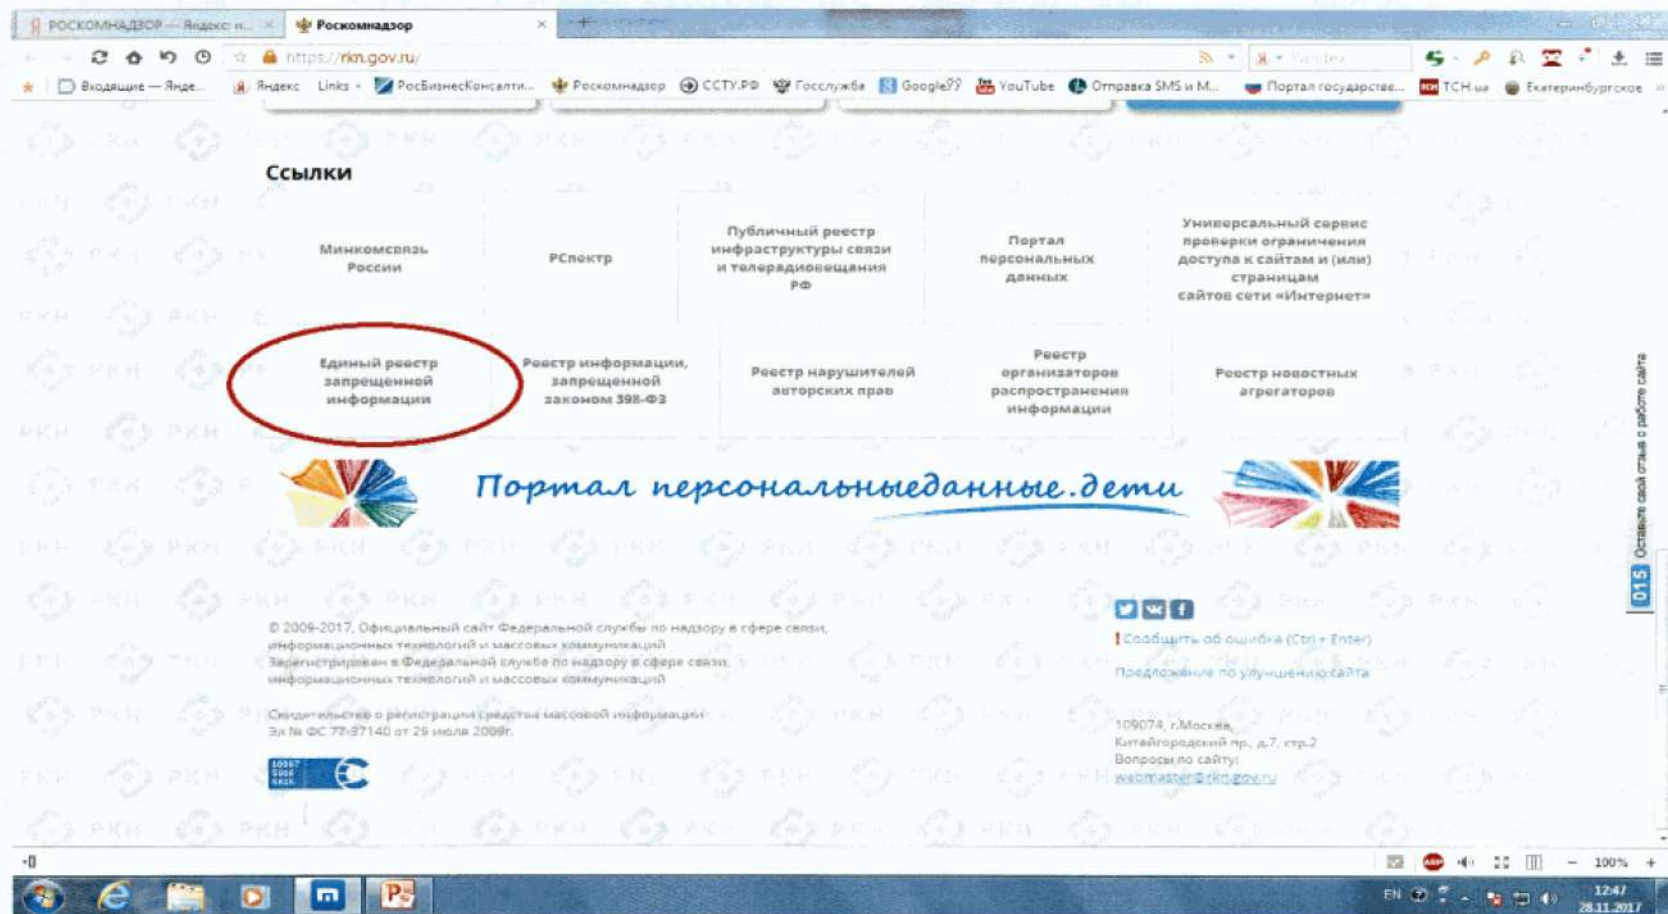 РОСКОМНАДЗОР — Яндекс: н...
Роскомнадзор
https://rkn.gov.ru/
Yandex
Входящие — Янде...
Яндекс
Links
РосБизнесКонсалти...
Роскомнадзор
ССТУ.РФ
Госслужба
Google
YouTube
Отправка SMS и М...
Портал государстве...
ТСН.ua
Екатеринбургское
Ссылки
Минкомсвязь
России
РСпектр
Публичный реестр
инфраструктуры связи
и телерадиовещания
РФ
Портал
персональных
данных
Универсальный сервис
проверки ограничения
доступа к сайтам и (или)
страницам
сайтов сети «Интернет»
Единый реестр
запрещенной
информации
Реестр информации,
запрещенной
законом 398-ФЗ
Реестр нарушителей
авторских прав
Реестр
организаторов
распространения
информации
Реестр новостных
агрегаторов
Портал персональныеданные.дети
Оставьте свой отзыв о работе сайта
015
© 2009-2017, Официальный сайт Федеральной службы по надзору в сфере связи,
информационных технологий и массовых коммуникаций
Зарегистрирован в Федеральной службе по надзору в сфере связи,
информационных технологий и массовых коммуникаций
Свидетельство о регистрации средства массовой информации
Эл № ФС 77-37140 от 29 июля 2009г.
! Сообщить об ошибке (Ctrl + Enter)
Предложение по улучшению сайта
109074, г.Москва,
Китайгородский пр., д.7, стр.2
Вопросы по сайту:
webmaster@rkn.gov.ru
100%
EN
12:47
28.11.2017